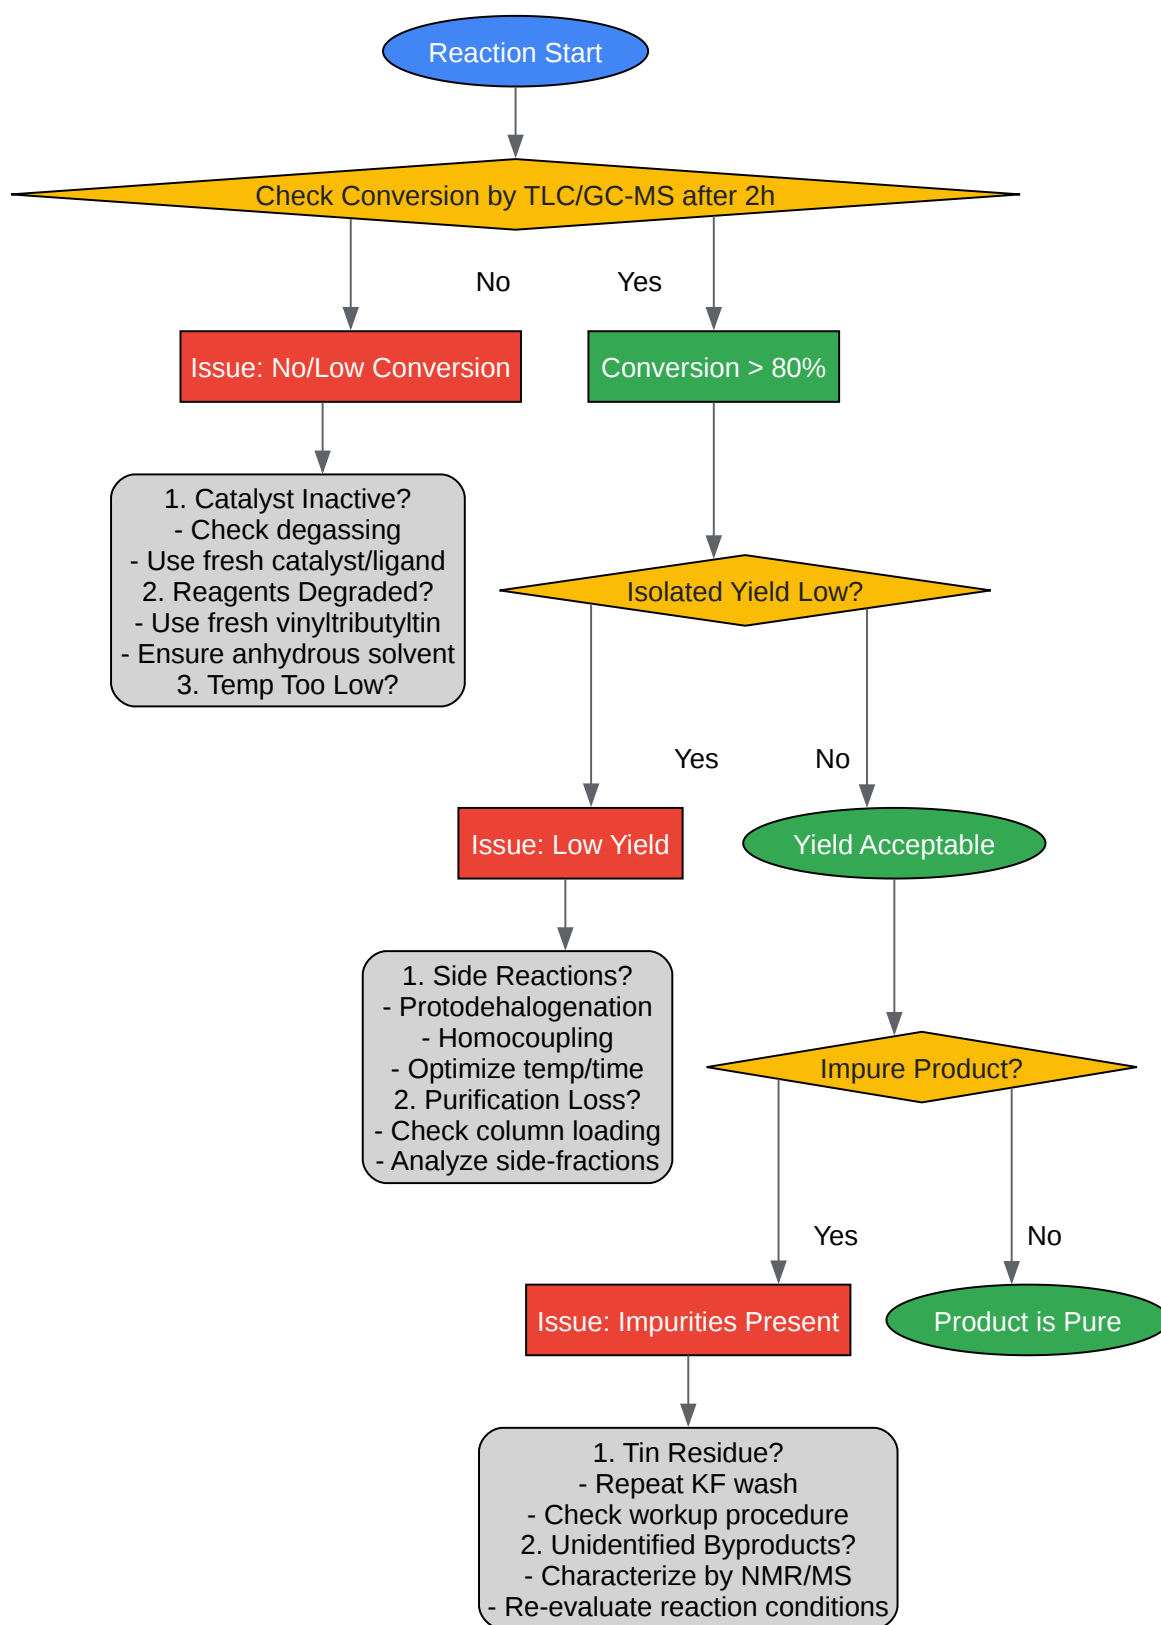 Reaction Start
Check Conversion by TLC/GC-MS after 2h
No
Yes
Issue: No/Low Conversion
Conversion > 80%
1. Catalyst Inactive?
- Check degassing
- Use fresh catalyst/ligand
2. Reagents Degraded?
- Use fresh vinyltributyltin
- Ensure anhydrous solvent
3. Temp Too Low?
Isolated Yield Low?
Yes
No
Issue: Low Yield
Yield Acceptable
1. Side Reactions?
- Protodehalogenation
- Homocoupling
- Optimize temp/time
2. Purification Loss?
- Check column loading
- Analyze side-fractions
Impure Product?
Yes
No
Issue: Impurities Present
Product is Pure
1. Tin Residue?
- Repeat KF wash
- Check workup procedure
2. Unidentified Byproducts?
- Characterize by NMR/MS
- Re-evaluate reaction conditions